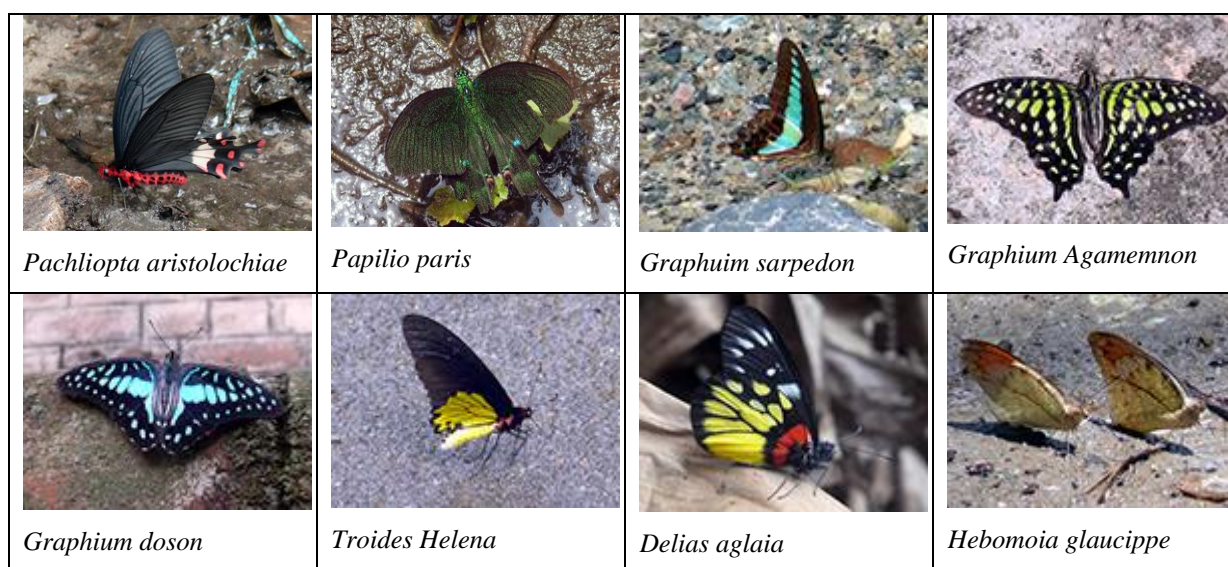 Pachliopta aristolochiae
Papilio paris
Graphuim sarpedon
Graphium Agamemnon
Graphium doson
Troides Helena
Delias aglaia
Hebomoia glaucippe